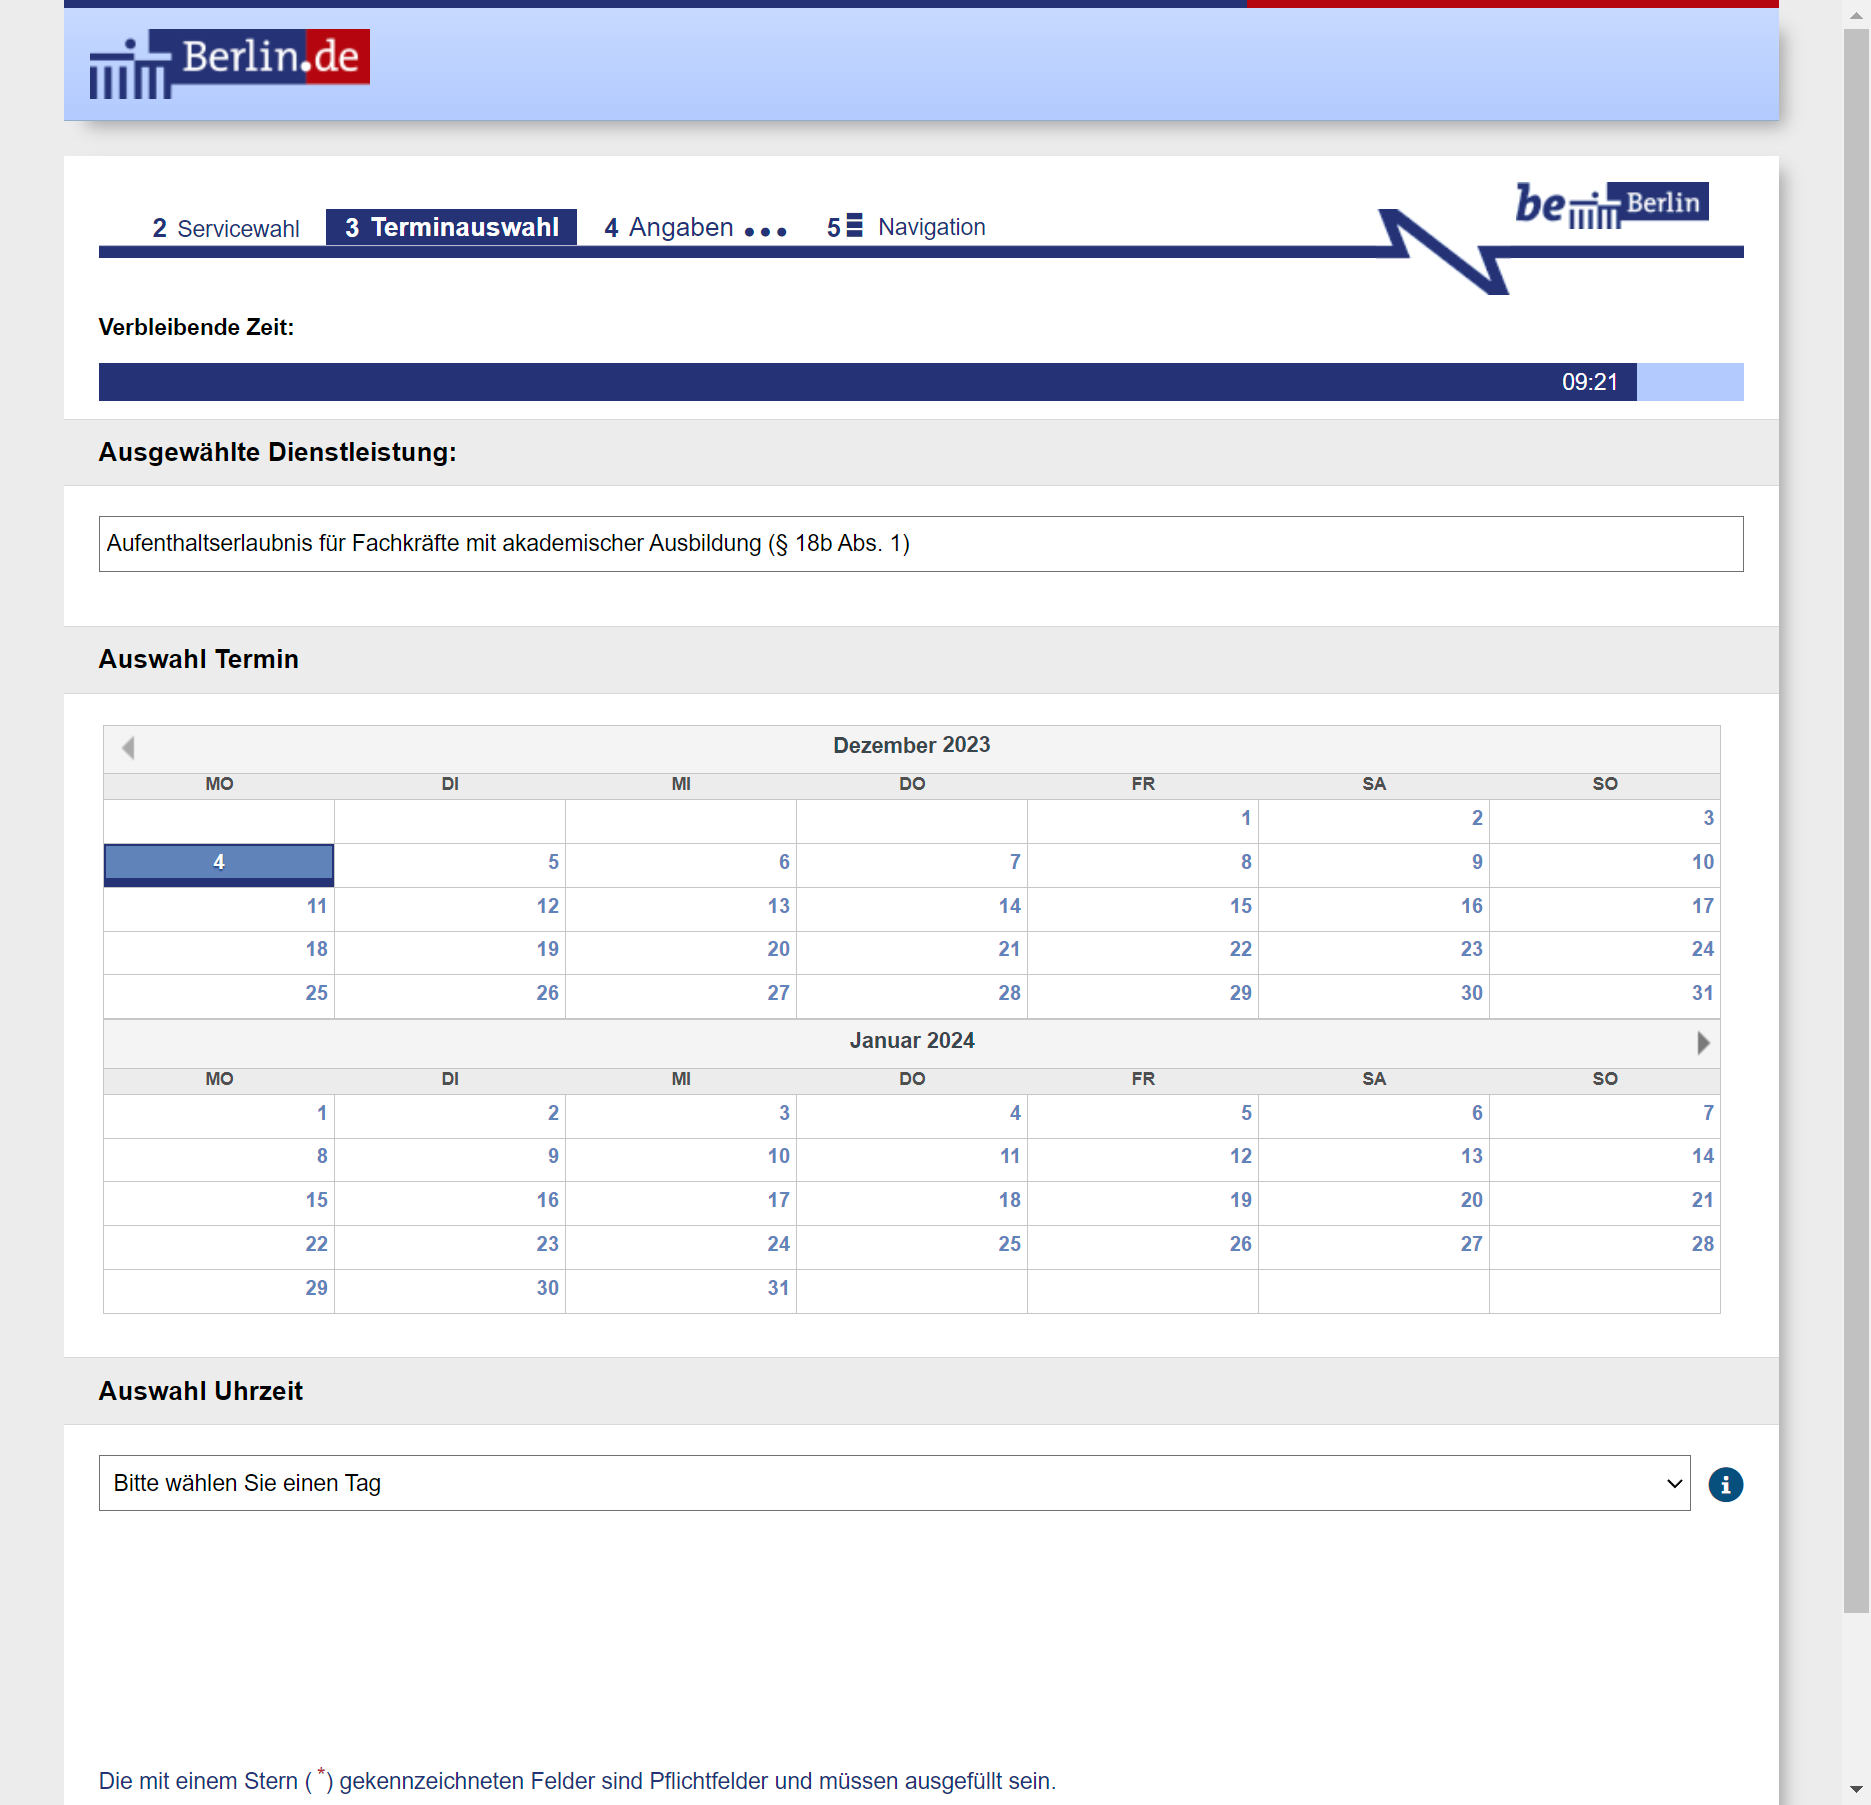 Berlin.de
be Berlin
2 Servicewahl 3 Terminauswahl 4 Angaben ••• 5 Navigation
Verbleibende Zeit:
09:21
Ausgewählte Dienstleistung:
Aufenthaltserlaubnis für Fachkräfte mit akademischer Ausbildung (§ 18b Abs. 1)
Auswahl Termin
Dezember 2023
MO DI MI DO FR SA SO
1 2 3
4 5 6 7 8 9 10
11 12 13 14 15 16 17
18 19 20 21 22 23 24
25 26 27 28 29 30 31
Januar 2024
MO DI MI DO FR SA SO
1 2 3 4 5 6 7
8 9 10 11 12 13 14
15 16 17 18 19 20 21
22 23 24 25 26 27 28
29 30 31
Auswahl Uhrzeit
Bitte wählen Sie einen Tag
Die mit einem Stern ( *) gekennzeichneten Felder sind Pflichtfelder und müssen ausgefüllt sein.